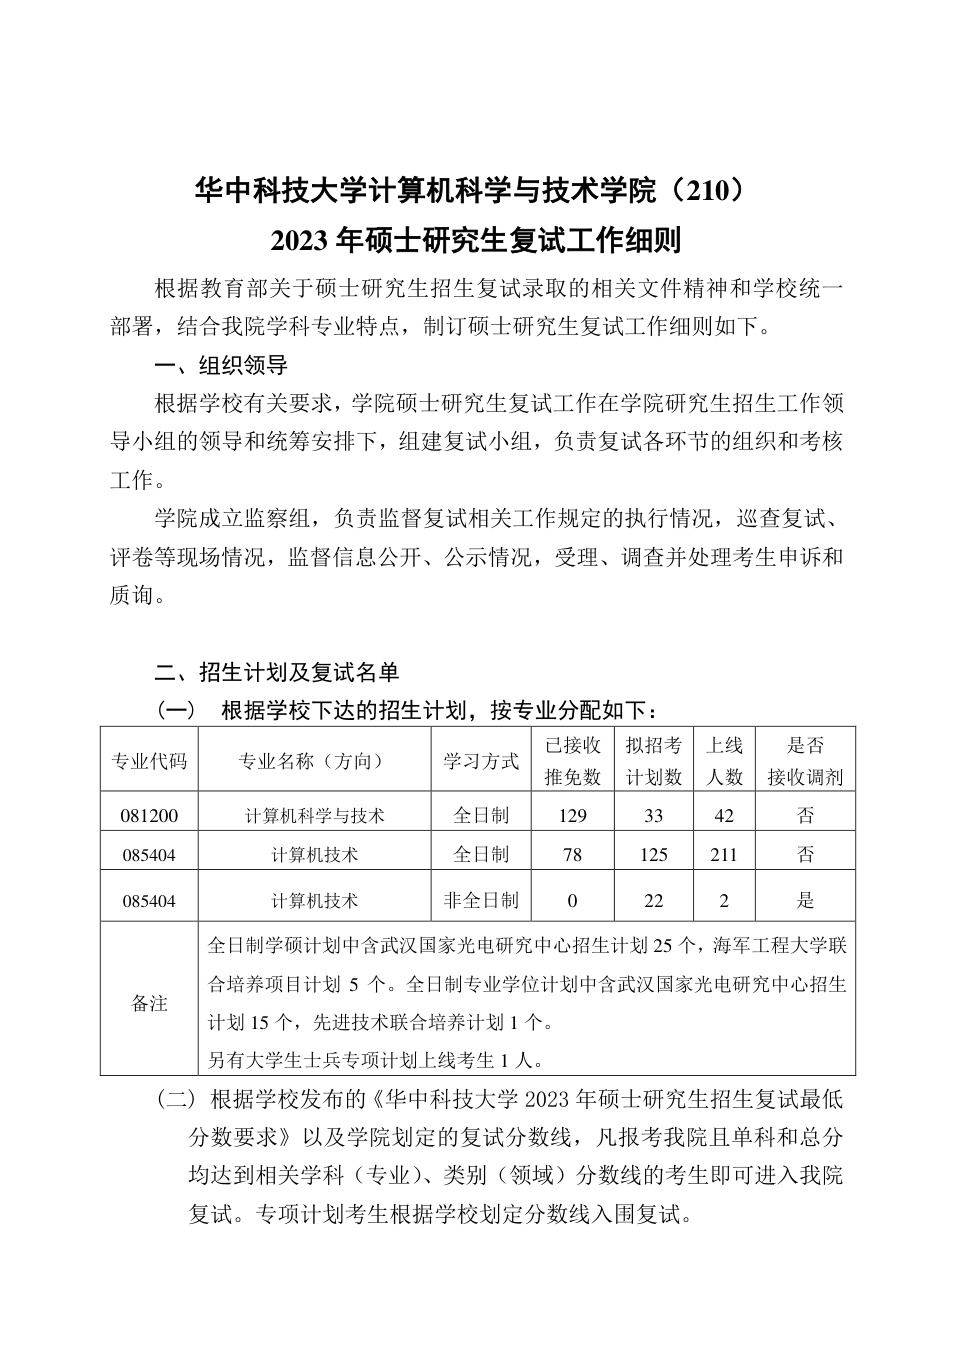 华中科技大学计算机科学与技术学院（210）
2023 年硕士研究生复试工作细则
根据教育部关于硕士研究生招生复试录取的相关文件精神和学校统一
部署，结合我院学科专业特点，制订硕士研究生复试工作细则如下。
一、组织领导
根据学校有关要求，学院硕士研究生复试工作在学院研究生招生工作领
导小组的领导和统筹安排下，组建复试小组，负责复试各环节的组织和考核
工作。
学院成立监察组，负责监督复试相关工作规定的执行情况，巡查复试、
评卷等现场情况，监督信息公开、公示情况，受理、调查并处理考生申诉和
质询。
二、招生计划及复试名单
(一) 根据学校下达的招生计划，按专业分配如下：
专业代码 专业名称（方向） 学习方式 已接收推免数 拟招考计划数 上线人数 是否接收调剂
081200 计算机科学与技术 全日制 129 33 42 否
085404 计算机技术 全日制 78 125 211 否
085404 计算机技术 非全日制 0 22 2 是
备注
全日制学硕计划中含武汉国家光电研究中心招生计划 25 个，海军工程大学联
合培养项目计划 5 个。全日制专业学位计划中含武汉国家光电研究中心招生
计划 15 个，先进技术联合培养计划 1 个。
另有大学生士兵专项计划上线考生 1 人。
(二) 根据学校发布的《华中科技大学 2023 年硕士研究生招生复试最低
分数要求》以及学院划定的复试分数线，凡报考我院且单科和总分
均达到相关学科（专业）、类别（领域）分数线的考生即可进入我院
复试。专项计划考生根据学校划定分数线入围复试。